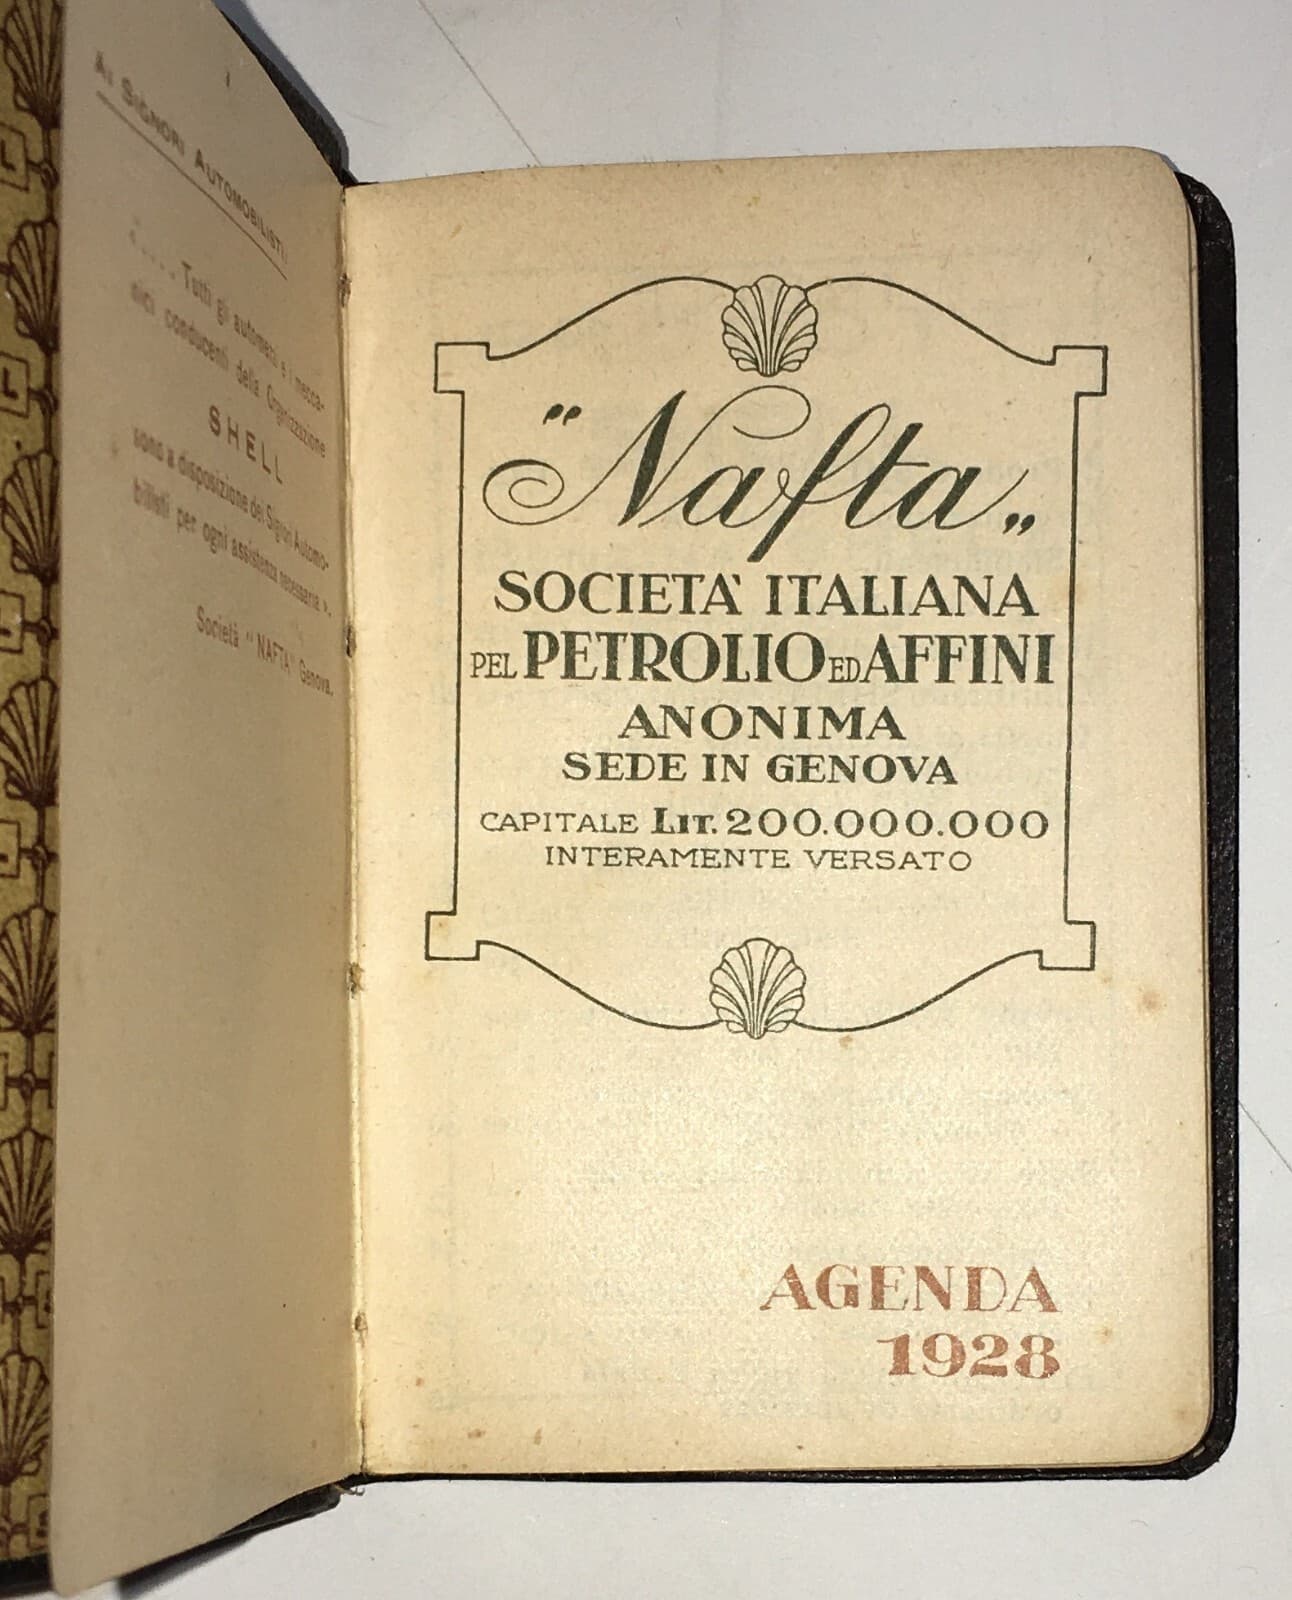 AI SIGNORI AUTOMOBILISTI
«..... Tutti gli automezzi e i mecca-
nici conducenti della Organizzazione
SHELL
sono a disposizione dei Signori Automo-
bilisti per ogni assistenza necessaria ».
Società "NAFTA" Genova.
"Nafta„
SOCIETA' ITALIANA
PEL PETROLIO ED AFFINI
ANONIMA
SEDE IN GENOVA
CAPITALE LIT. 200.000.000
INTERAMENTE VERSATO
AGENDA
1928